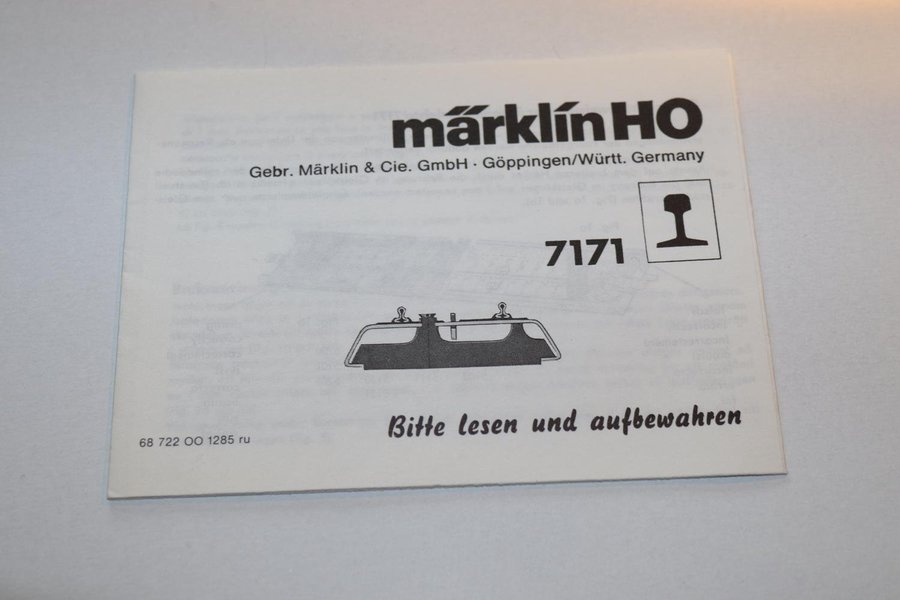 märklin HO
Gebr. Märklin & Cie. GmbH · Göppingen/Württ. Germany
7171
Bitte lesen und aufbewahren
68 722 OO 1285 ru